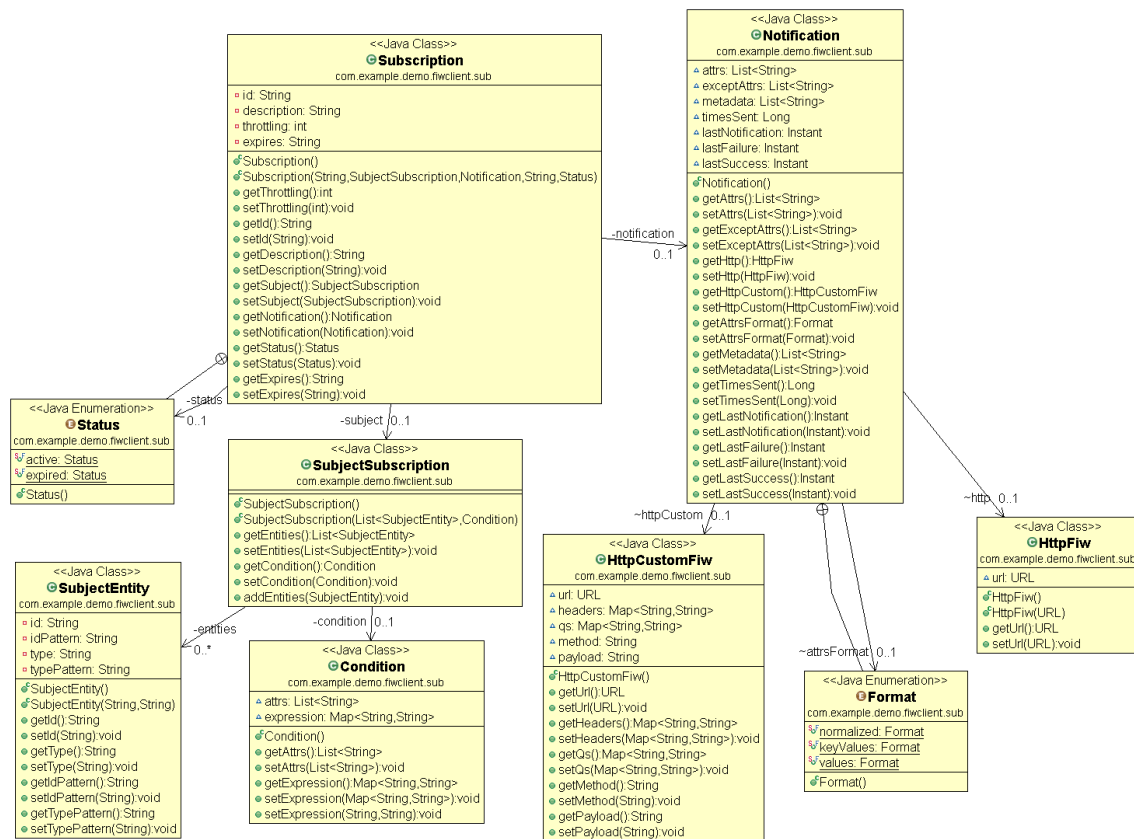 <<Java Class>>
Subscription
com.example.demo.fiwclient.sub
id: String
description: String
throttling: int
expires: String
Subscription()
Subscription(String,SubjectSubscription,Notification,String,Status)
getThrottling():int
setThrottling(int):void
getId():String
setId(String):void
getDescription():String
setDescription(String):void
getSubject():SubjectSubscription
setSubject(SubjectSubscription):void
getNotification():Notification
setNotification(Notification):void
getStatus():Status
setStatus(Status):void
getExpires():String
setExpires(String):void
<<Java Class>>
Notification
com.example.demo.fiwclient.sub
attrs: List<String>
exceptAttrs: List<String>
metadata: List<String>
timesSent: Long
lastNotification: Instant
lastFailure: Instant
lastSuccess: Instant
Notification()
getAttrs():List<String>
setAttrs(List<String>):void
getExceptAttrs():List<String>
setExceptAttrs(List<String>):void
getHttp():HttpFiw
setHttp(HttpFiw):void
getHttpCustom():HttpCustomFiw
setHttpCustom(HttpCustomFiw):void
getAttrsFormat():Format
setAttrsFormat(Format):void
getMetadata():List<String>
setMetadata(List<String>):void
getTimesSent():Long
setTimesSent(Long):void
getLastNotification():Instant
setLastNotification(Instant):void
getLastFailure():Instant
setLastFailure(Instant):void
getLastSuccess():Instant
setLastSuccess(Instant):void
-notification
0..1
-status
0..1
-subject 0..1
<<Java Enumeration>>
Status
com.example.demo.fiwclient.sub
active: Status
expired: Status
Status()
<<Java Class>>
SubjectSubscription
com.example.demo.fiwclient.sub
SubjectSubscription()
SubjectSubscription(List<SubjectEntity>,Condition)
getEntities():List<SubjectEntity>
setEntities(List<SubjectEntity>):void
getCondition():Condition
setCondition(Condition):void
addEntities(SubjectEntity):void
-entities
0..*
-condition 0..1
<<Java Class>>
SubjectEntity
com.example.demo.fiwclient.sub
id: String
idPattern: String
type: String
typePattern: String
SubjectEntity()
SubjectEntity(String,String)
getId():String
setId(String):void
getType():String
setType(String):void
getIdPattern():String
setIdPattern(String):void
getTypePattern():String
setTypePattern(String):void
<<Java Class>>
Condition
com.example.demo.fiwclient.sub
attrs: List<String>
expression: Map<String,String>
Condition()
getAttrs():List<String>
setAttrs(List<String>):void
getExpression():Map<String,String>
setExpression(Map<String,String>):void
setExpression(String,String):void
~httpCustom 0..1
<<Java Class>>
HttpCustomFiw
com.example.demo.fiwclient.sub
url: URL
headers: Map<String,String>
qs: Map<String,String>
method: String
payload: String
HttpCustomFiw()
getUrl():URL
setUrl(URL):void
getHeaders():Map<String,String>
setHeaders(Map<String,String>):void
getQs():Map<String,String>
setQs(Map<String,String>):void
getMethod():String
setMethod(String):void
getPayload():String
setPayload(String):void
~http 0..1
<<Java Class>>
HttpFiw
com.example.demo.fiwclient.sub
url: URL
HttpFiw()
HttpFiw(URL)
getUrl():URL
setUrl(URL):void
~attrsFormat
0..1
<<Java Enumeration>>
Format
com.example.demo.fiwclient.sub
normalized: Format
keyValues: Format
values: Format
Format()